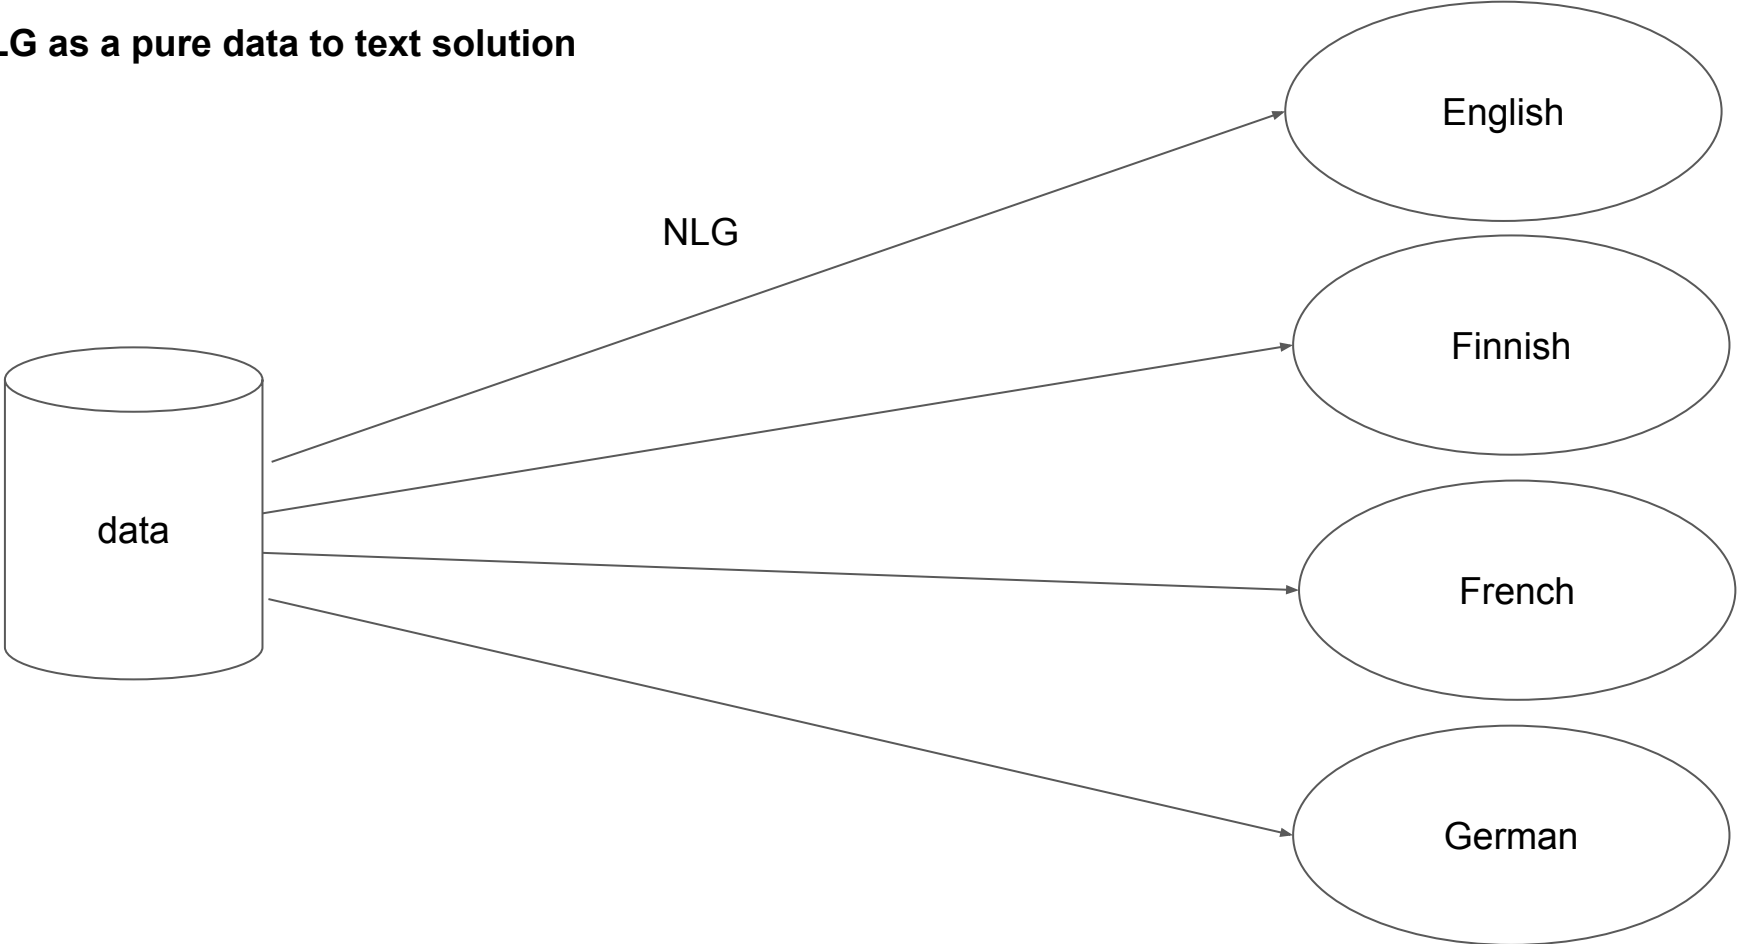 LG as a pure data to text solution
English
NLG
Finnish
data
French
German